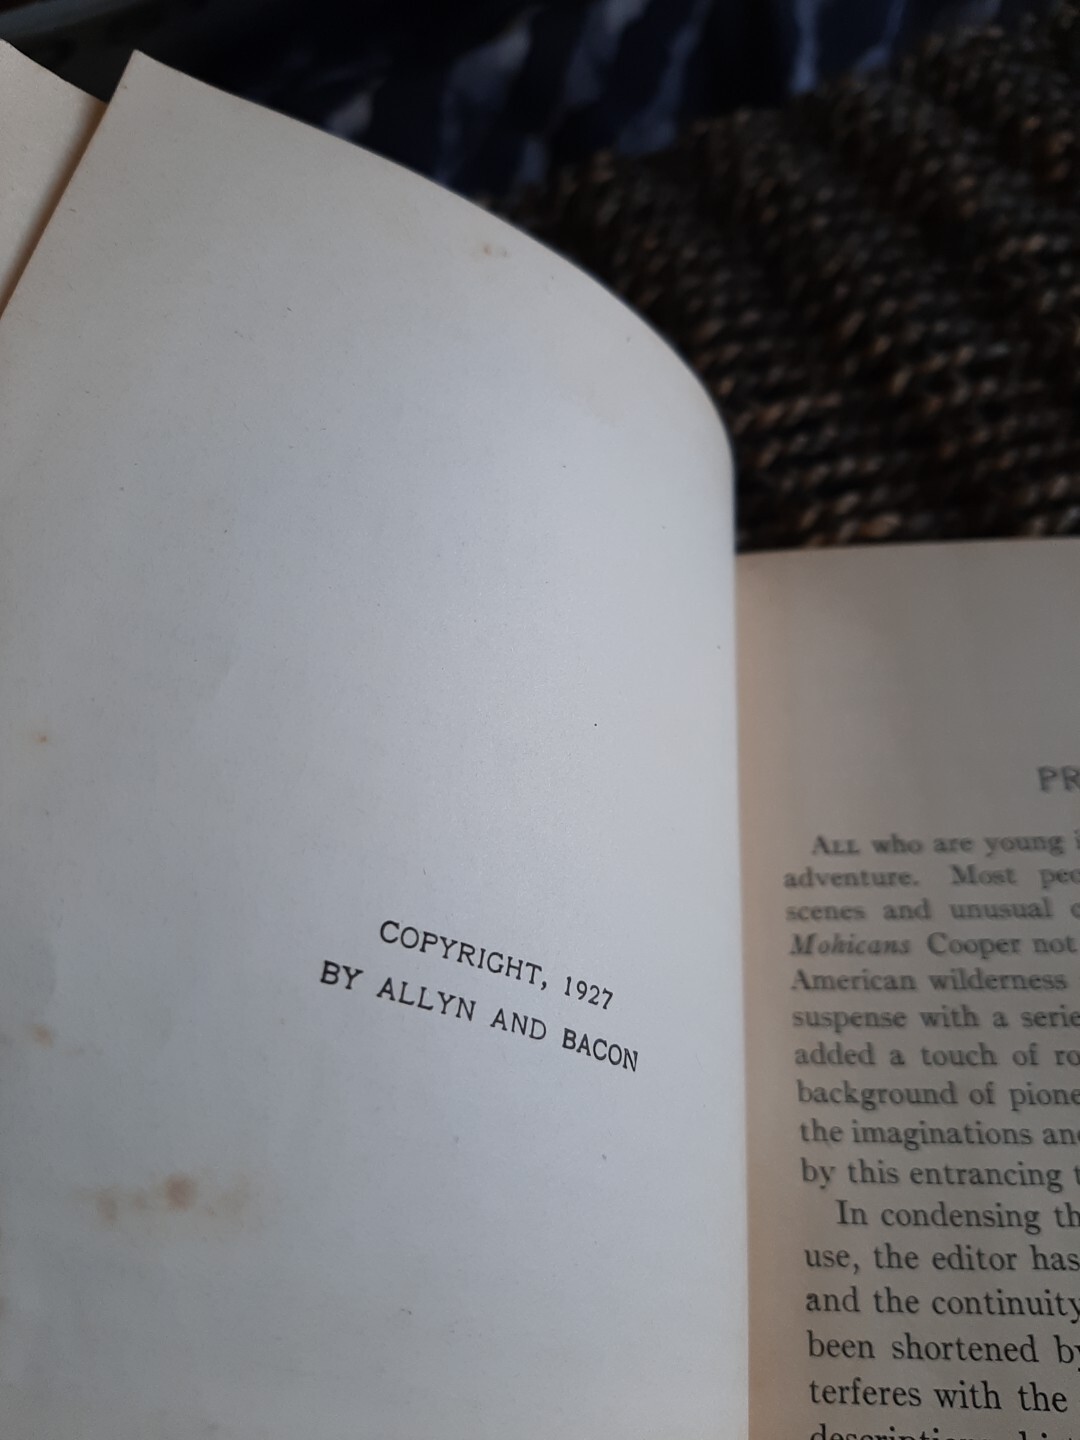 COPYRIGHT, 1927
BY ALLYN AND BACON
PR
ALL who are young
adventure. Most
scenes and unusual
Mohicans Cooper not
American wilderness
suspense with a
added a touch of
background of
the imaginations
by this entrancing
In condensing
use, the editor has
and the continuity
been shortened
terferes with the